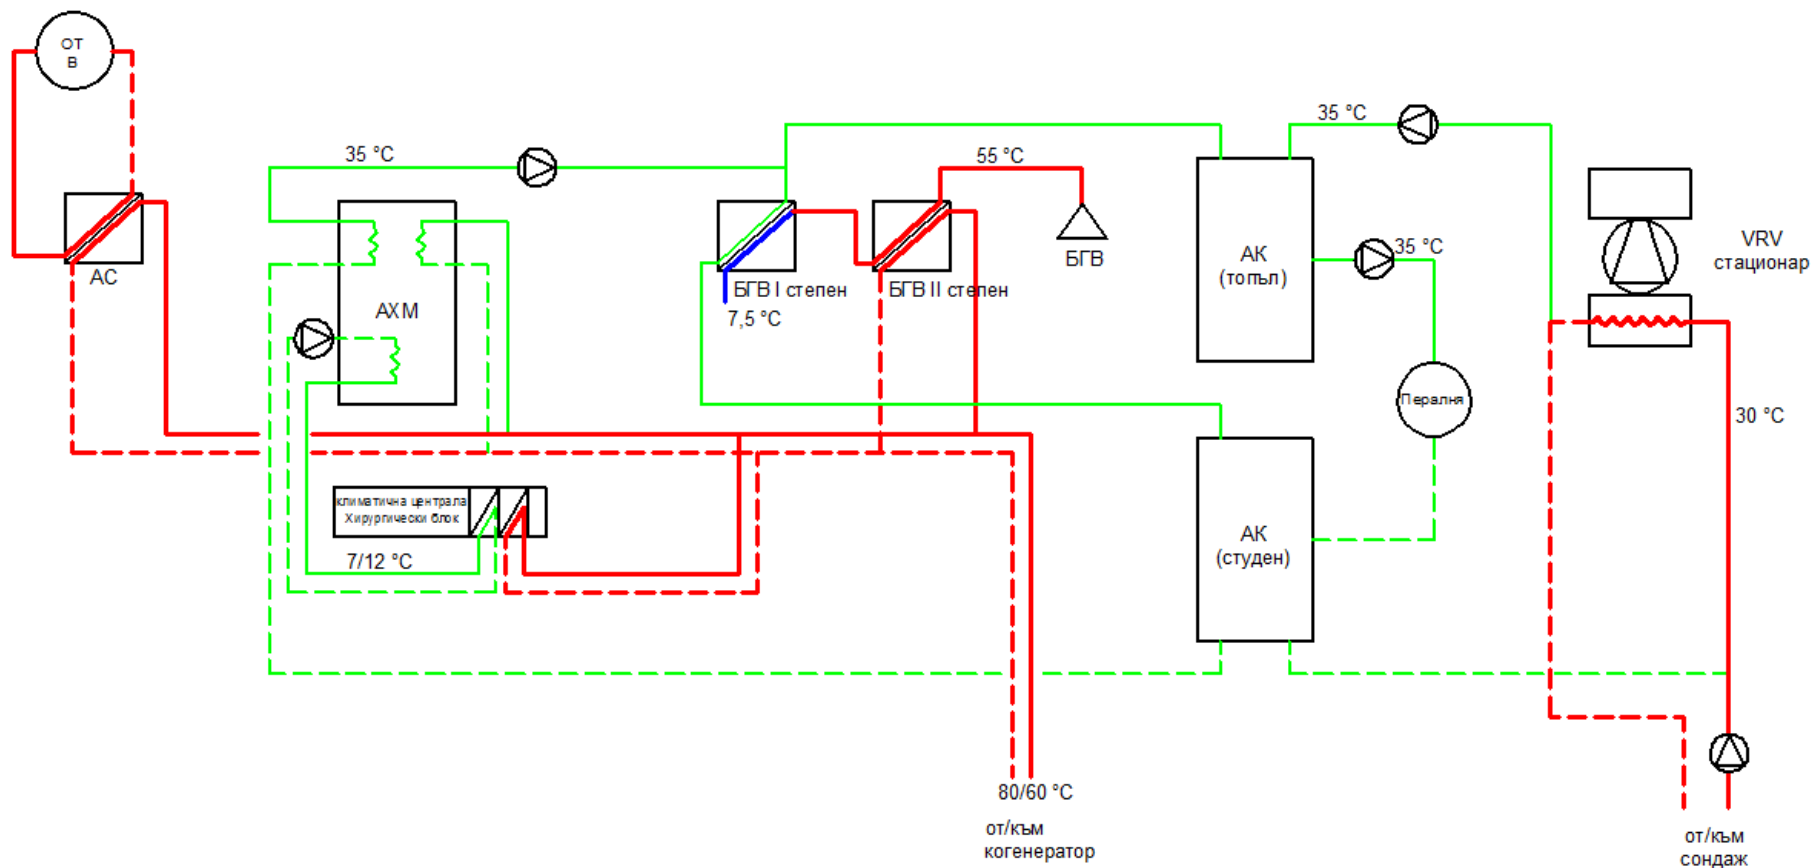 ОТ
В
35 °C
55 °C
35 °C
VRV
стационар
АК
(топъл)
35 °C
БГВ
АС
АХМ
БГВ I степен
БГВ II степен
7,5 °C
Пералня
30 °C
климатична централа
Хирургически блок
7/12 °C
АК
(студен)
80/60 °C
от/към
когенератор
от/към
сондаж